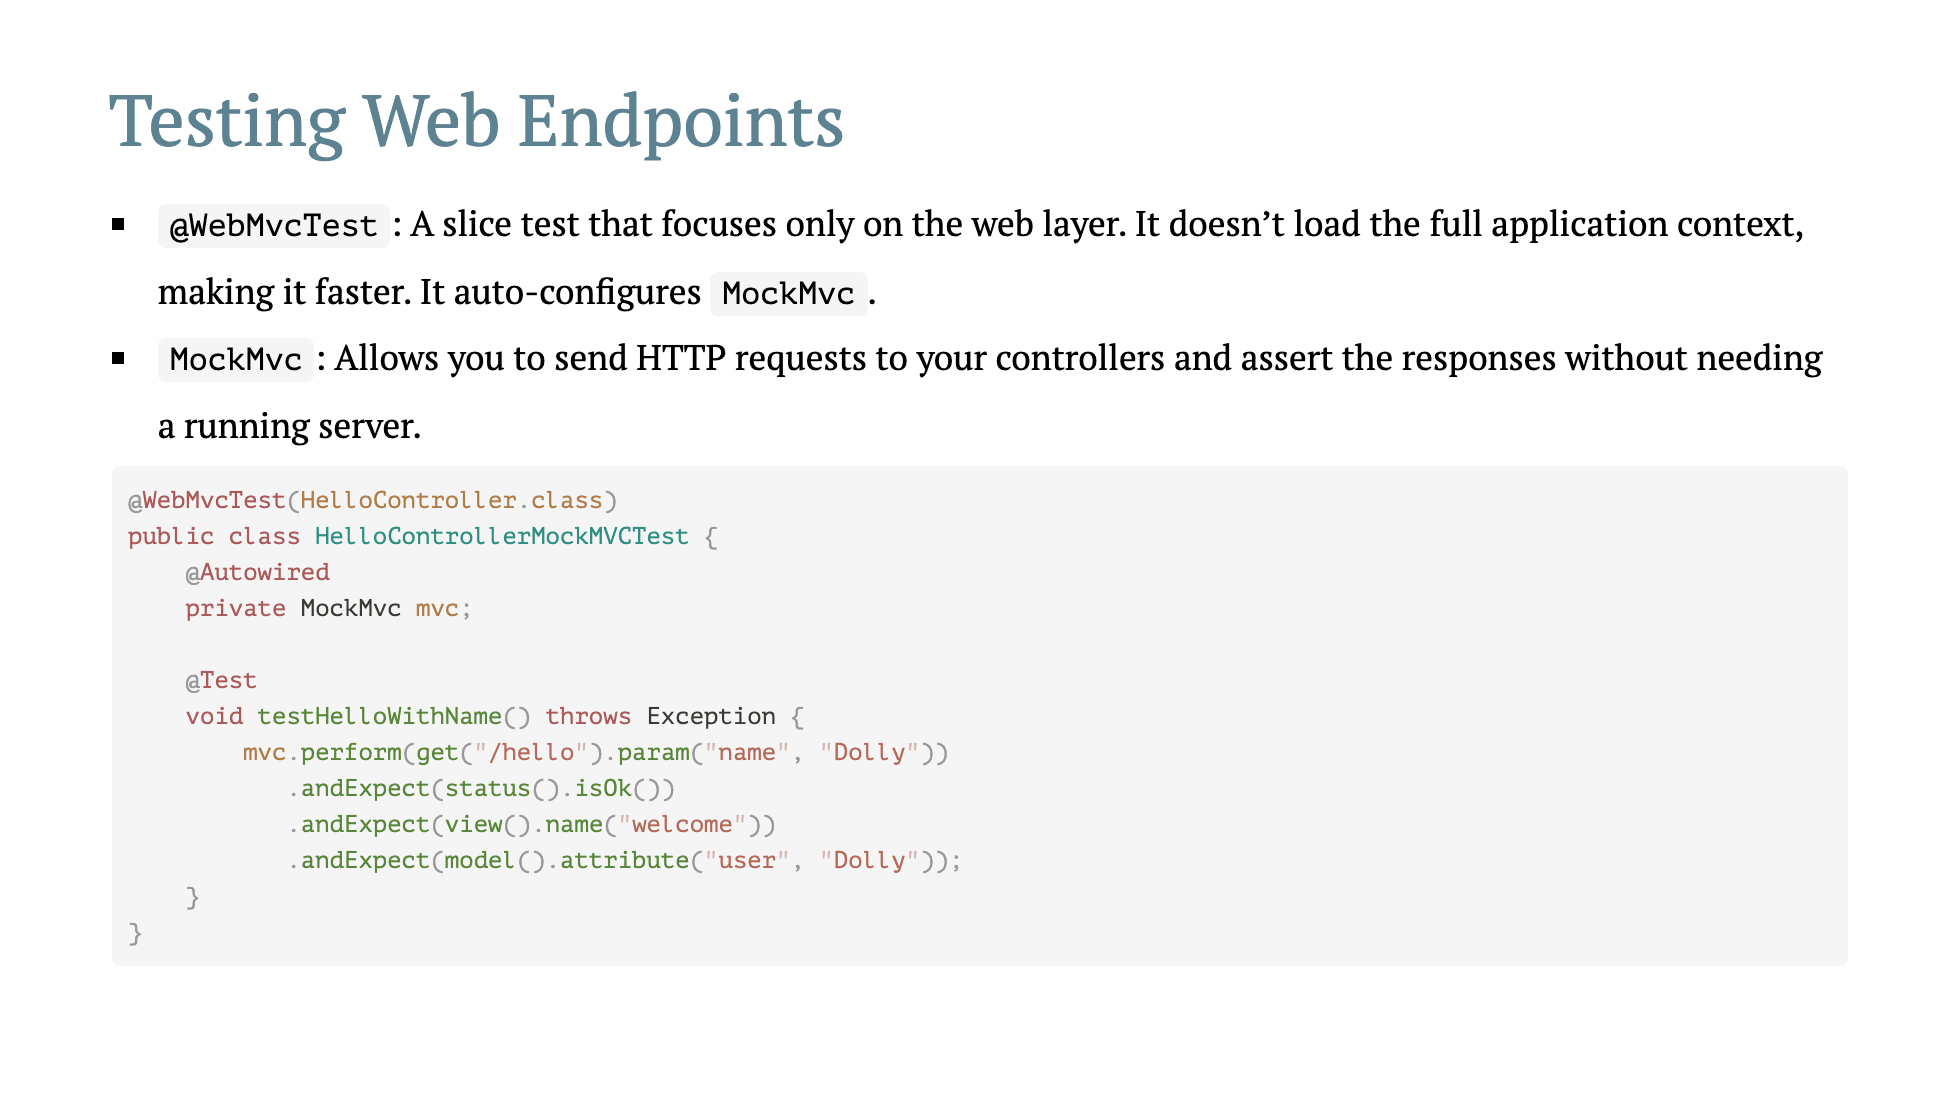 Testing Web Endpoints
▪ @WebMvcTest : A slice test that focuses only on the web layer. It doesn’t load the full application context,
making it faster. It auto-configures MockMvc .
▪ MockMvc : Allows you to send HTTP requests to your controllers and assert the responses without needing
a running server.
@WebMvcTest(HelloController.class)
public class HelloControllerMockMVCTest {
    @Autowired
    private MockMvc mvc;

    @Test
    void testHelloWithName() throws Exception {
        mvc.perform(get("/hello").param("name", "Dolly"))
           .andExpect(status().isOk())
           .andExpect(view().name("welcome"))
           .andExpect(model().attribute("user", "Dolly"));
    }
}